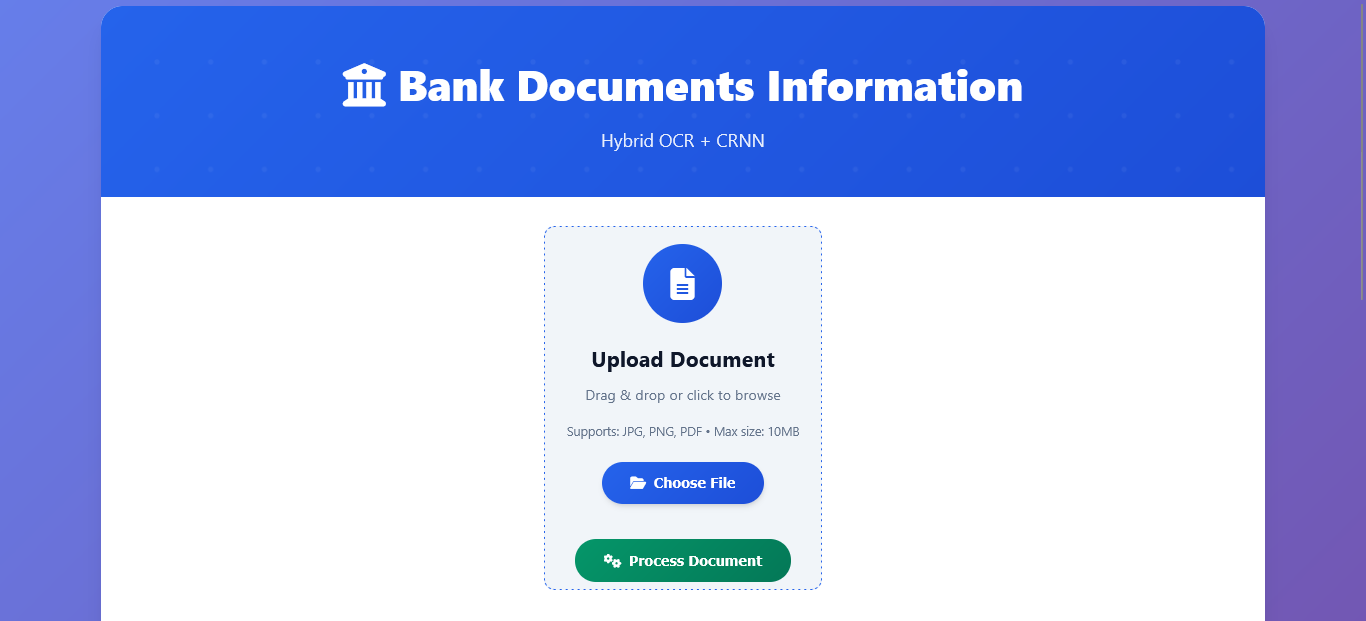 Bank Documents Information
Hybrid OCR + CRNN
Upload Document
Drag & drop or click to browse
Supports: JPG, PNG, PDF • Max size: 10MB
Choose File
Process Document